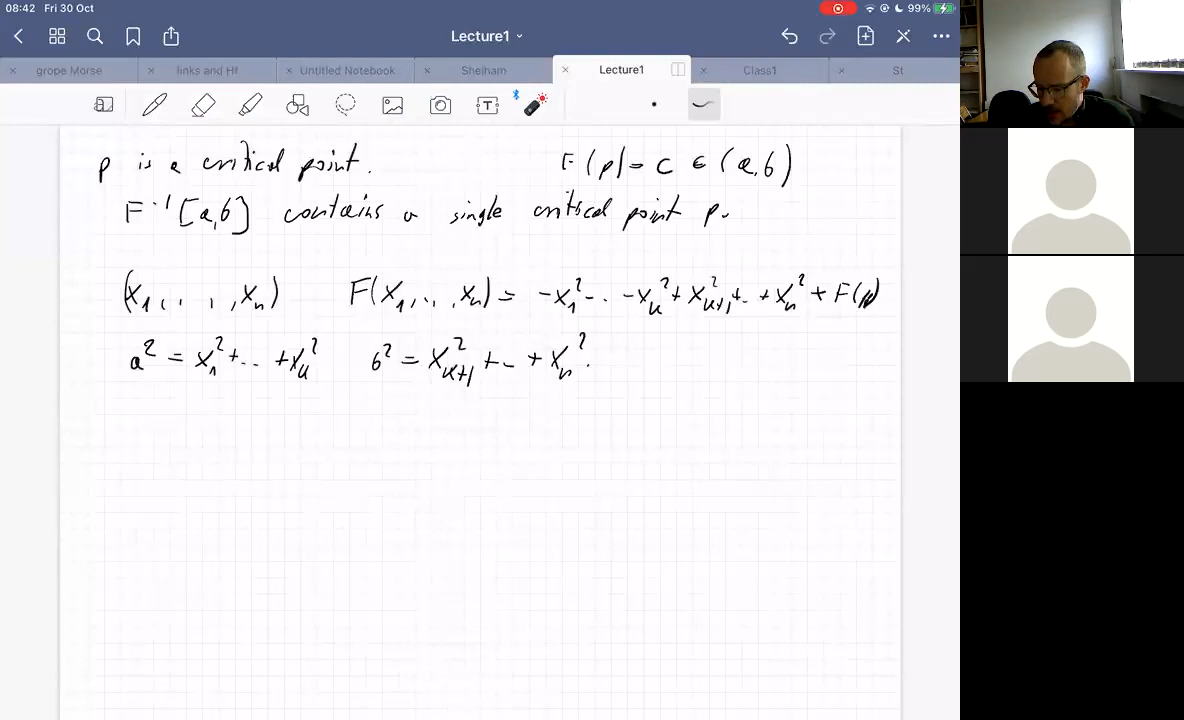 08:42 Fri 30 Oct
99%
Lecture1
grope Morse
links and Hf
Untitled Notebook
Sheiham
Lecture1
Class1
St
p is a critical point. F(p) = c ∈ (a,b)
F⁻¹[a,b] contains a single critical point p.
(x₁, . . , xₙ) F(x₁, .. , xₙ) = -x₁² - .. -xₖ² + xₖ₊₁² + .. + xₙ² + F(p)
a² = x₁² + .. + xₖ² b² = xₖ₊₁² + .. + xₙ².